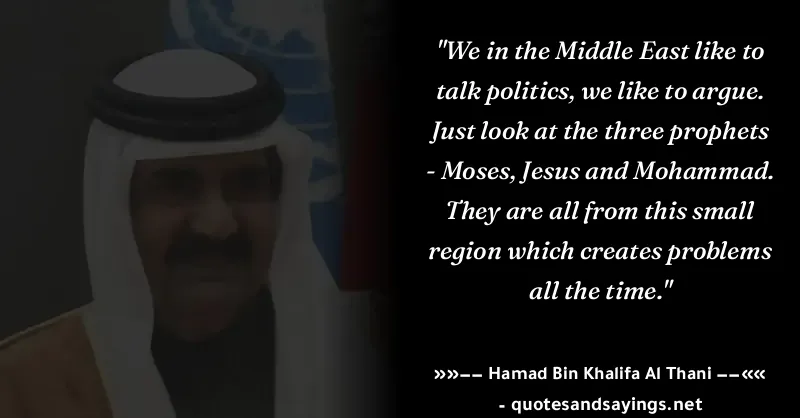 "We in the Middle East like to
talk politics, we like to argue.
Just look at the three prophets
- Moses, Jesus and Mohammad.
They are all from this small
region which creates problems
all the time."
»»−− Hamad Bin Khalifa Al Thani −−««
- quotesandsayings.net